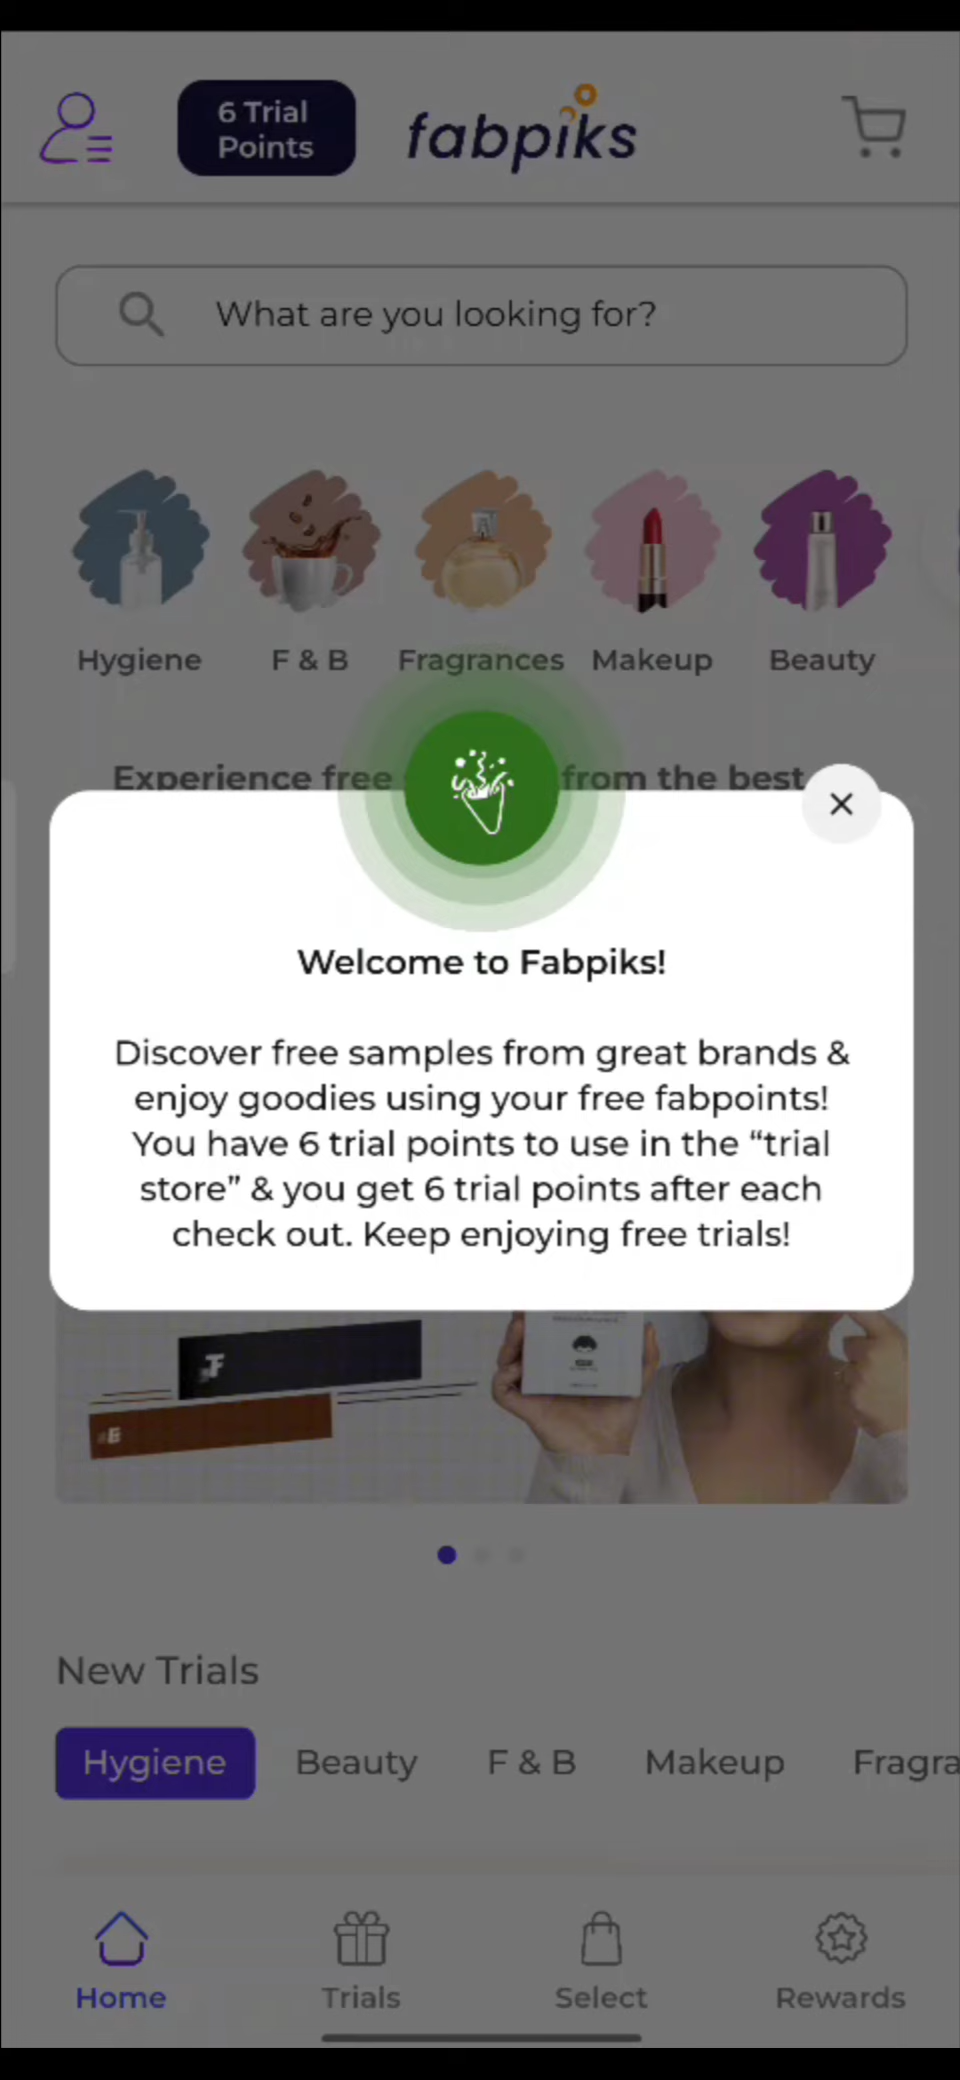 6 Trial
Points
fabpiks
What are you looking for?
Hygiene
F & B
Fragrances
Makeup
Beauty
Experience free
from the best
Welcome to Fabpiks!
Discover free samples from great brands &
enjoy goodies using your free fabpoints!
You have 6 trial points to use in the “trial
store” & you get 6 trial points after each
check out. Keep enjoying free trials!
New Trials
Hygiene
Beauty
F & B
Makeup
Fragra
Home
Trials
Select
Rewards